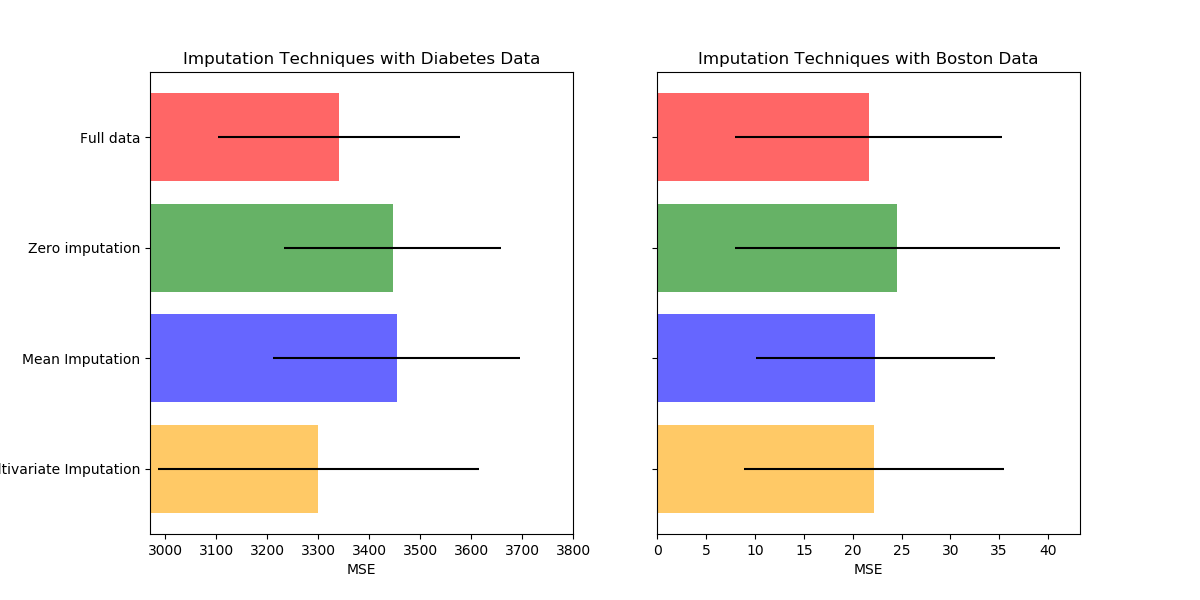 Imputation Techniques with Diabetes Data
Imputation Techniques with Boston Data
Full data
Zero imputation
Mean Imputation
ltivariate Imputation
3000 3100 3200 3300 3400 3500 3600 3700 3800
MSE
0 5 10 15 20 25 30 35 40
MSE